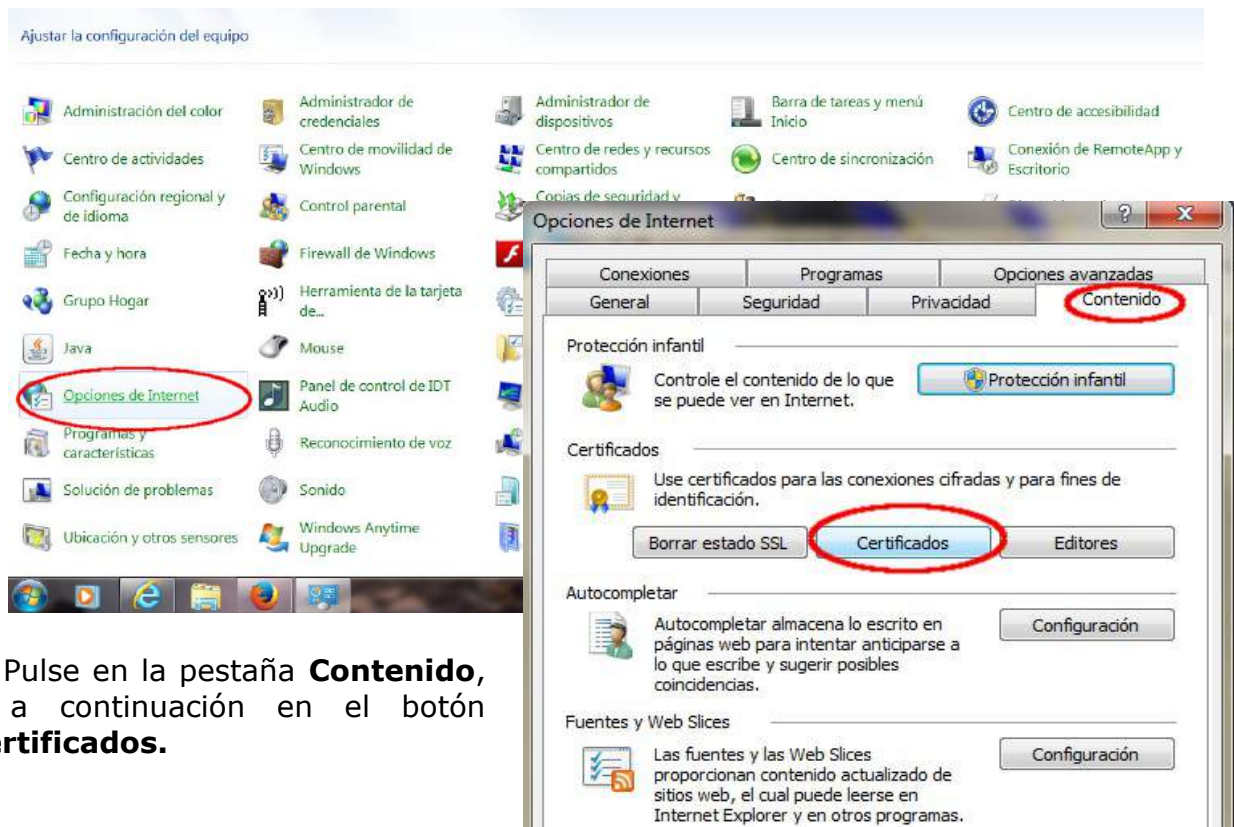 Ajustar la configuración del equipo
Administración del color
Administrador de
credenciales
Administrador de
dispositivos
Barra de tareas y menú
Inicio
Centro de accesibilidad
Centro de actividades
Centro de movilidad de
Windows
Centro de redes y recursos
compartidos
Centro de sincronización
Conexión de RemoteApp y
Escritorio
Configuración regional y
de idioma
Control parental
Copias de seguridad y
Fecha y hora
Firewall de Windows
Grupo Hogar
Herramienta de la tarjeta
de...
Java
Mouse
Opciones de Internet
Panel de control de IDT
Audio
Programas y
características
Reconocimiento de voz
Solución de problemas
Sonido
Ubicación y otros sensores
Windows Anytime
Upgrade
Opciones de Internet
Conexiones
Programas
Opciones avanzadas
General
Seguridad
Privacidad
Contenido
Protección infantil
Controle el contenido de lo que
se puede ver en Internet.
Protección infantil
Certificados
Use certificados para las conexiones cifradas y para fines de
identificación.
Borrar estado SSL
Certificados
Editores
Autocompletar
Autocompletar almacena lo escrito en
páginas web para intentar anticiparse a
lo que escribe y sugerir posibles
coincidencias.
Configuración
Fuentes y Web Slices
Las fuentes y las Web Slices
proporcionan contenido actualizado de
sitios web, el cual puede leerse en
Internet Explorer y en otros programas.
Configuración
Pulse en la pestaña Contenido,
a continuación en el botón
ertificados.